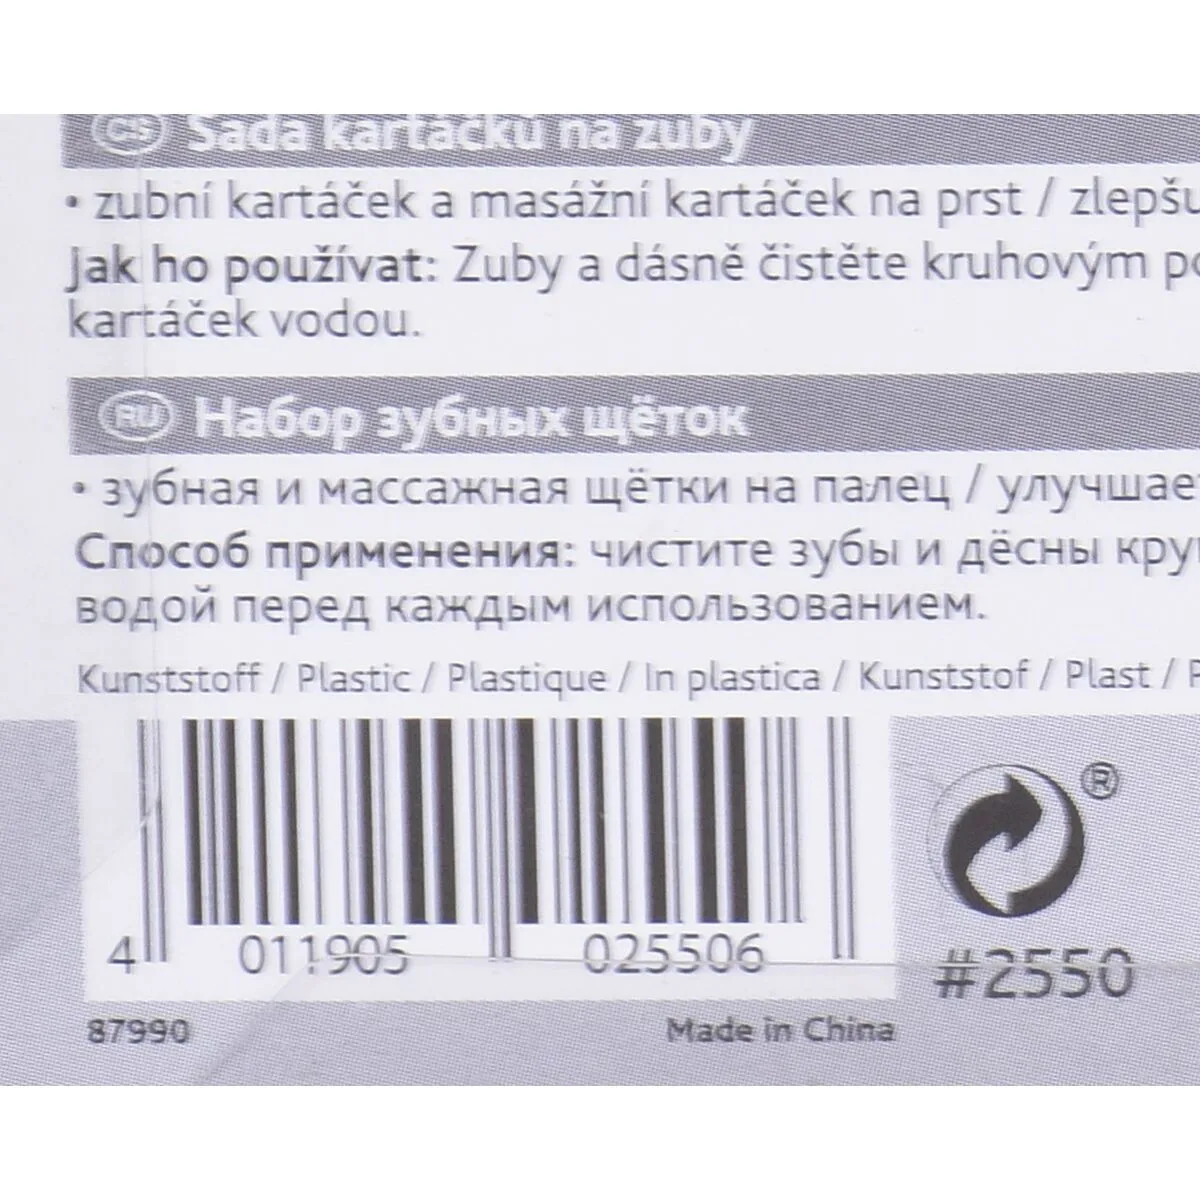 CS Sada kartáčků na zuby
• zubní kartáček a masážní kartáček na prst / zlepšu
Jak ho používat: Zuby a dásně čistěte kruhovým po
kartáček vodou.
RU Набор зубных щёток
• зубная и массажная щётки на палец / улучшает
Способ применения: чистите зубы и дёсны кру
водой перед каждым использованием.
Kunststoff / Plastic / Plastique / In plastica / Kunststof / Plast / P
®
4 011905 025506
#2550
87990 Made in China